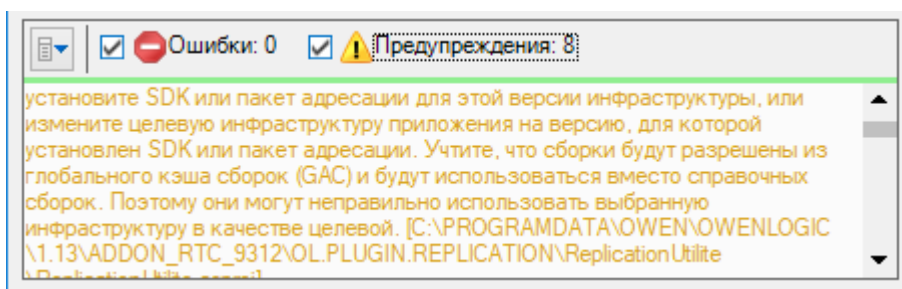 Ошибки: 0 Предупреждения: 8
установите SDK или пакет адресации для этой версии инфраструктуры, или
измените целевую инфраструктуру приложения на версию, для которой
установлен SDK или пакет адресации. Учтите, что сборки будут разрешены из
глобального кэша сборок (GAC) и будут использоваться вместо справочных
сборок. Поэтому они могут неправильно использовать выбранную
инфраструктуру в качестве целевой. [C:\PROGRAMDATA\OWEN\OWENLOGIC
\1.13\ADDON_RTC_9312\OL.PLUGIN.REPLICATION\ReplicationUtilite